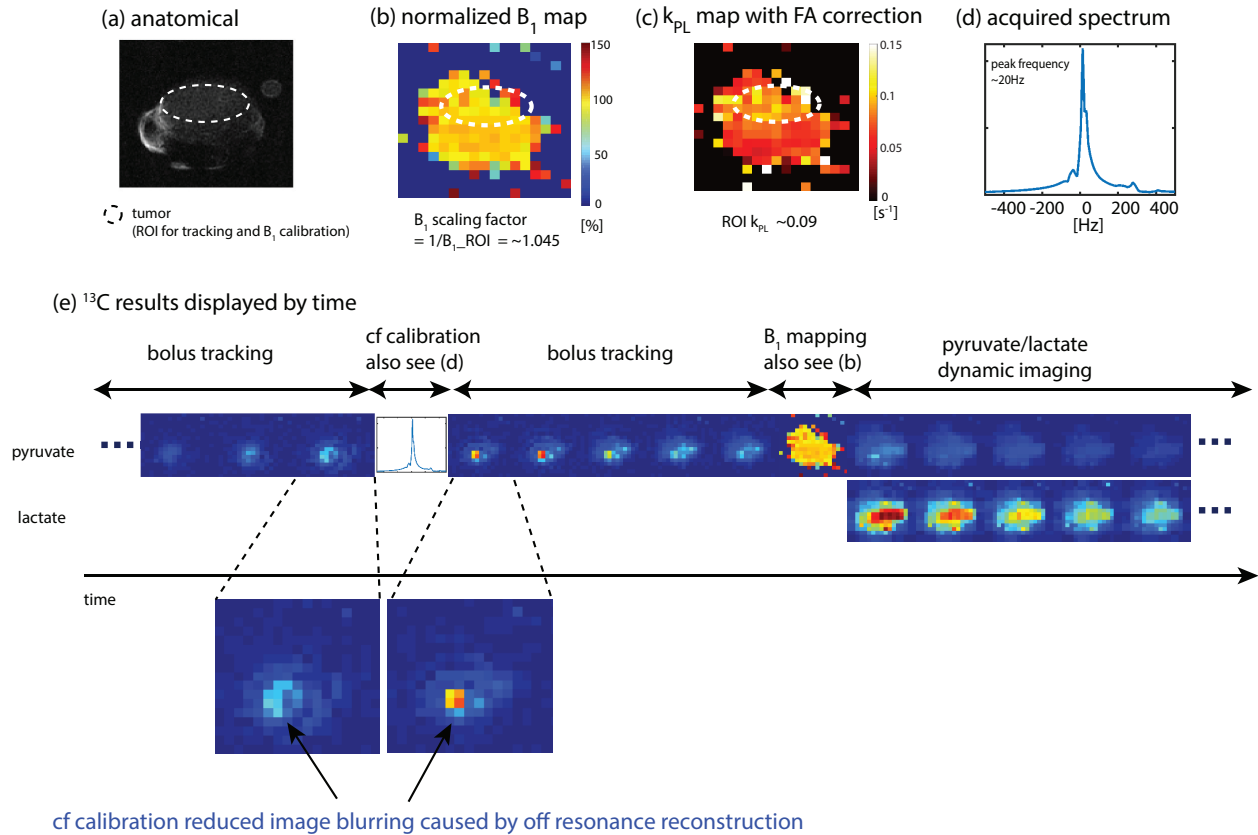 (a) anatomical
tumor
(ROI for tracking and B₁ calibration)
(b) normalized B₁ map
150
100
50
0
[%]
B₁ scaling factor
= 1/B₁_ROI = ~1.045
(c) kPL map with FA correction
0.15
0.1
0.05
0
[s⁻¹]
ROI kPL ~0.09
(d) acquired spectrum
peak frequency
~20Hz
-400 -200 0 200 400
[Hz]
(e) ¹³C results displayed by time
bolus tracking
cf calibration
also see (d)
bolus tracking
B₁ mapping
also see (b)
pyruvate/lactate
dynamic imaging
pyruvate
lactate
time
cf calibration reduced image blurring caused by off resonance reconstruction